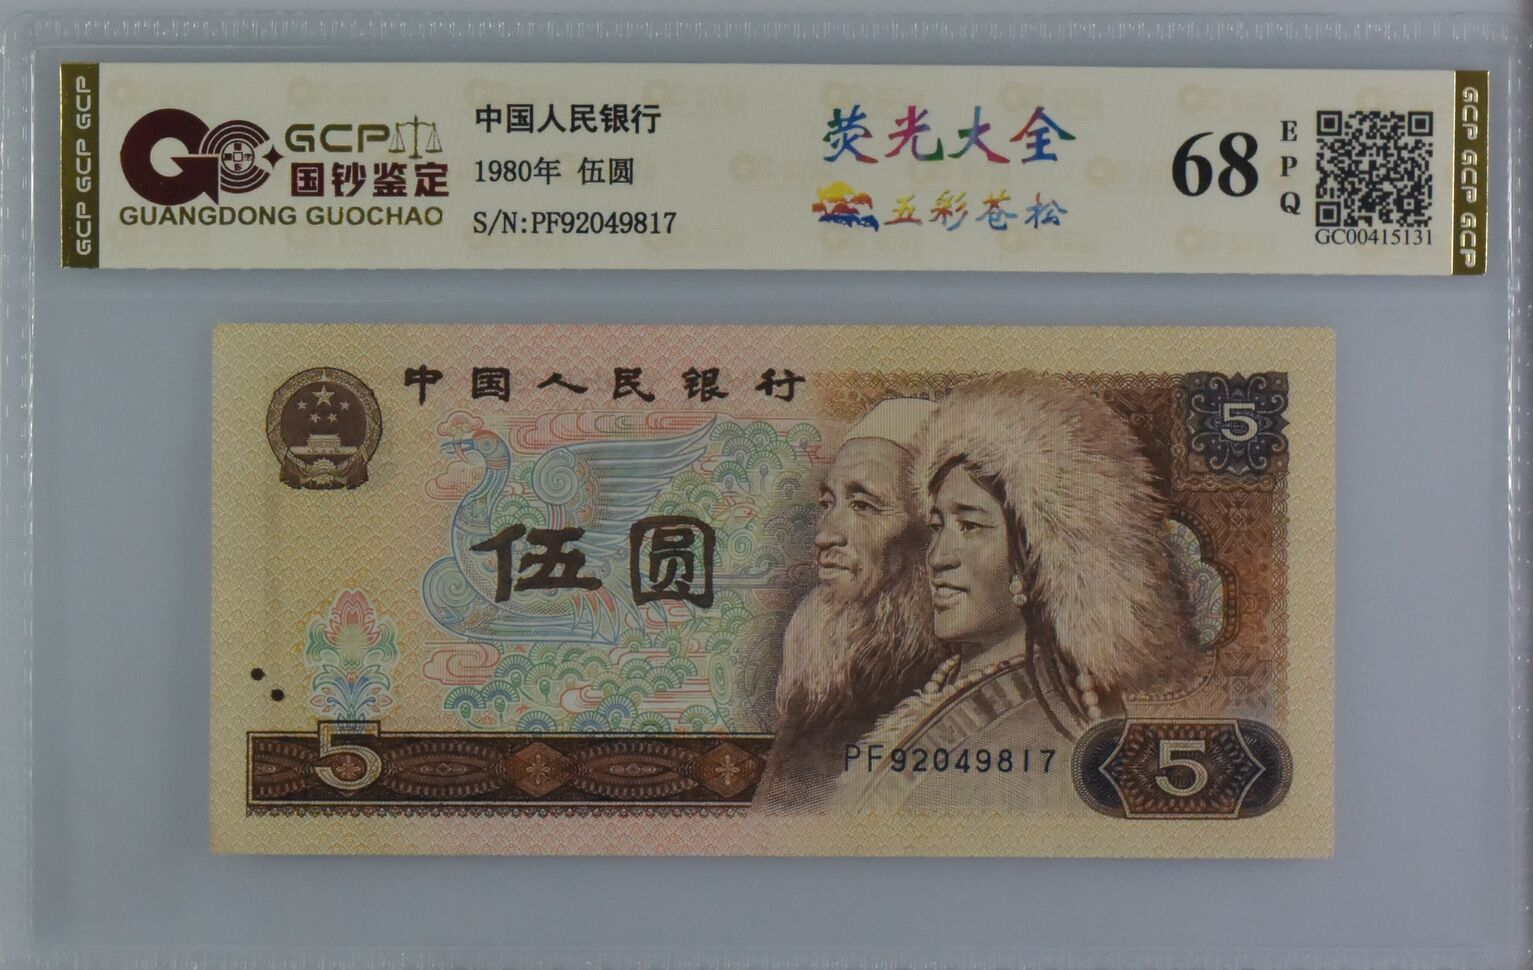 GCP GCP GCP
GCP
国钞鉴定
GUANGDONG GUOCHAO
中国人民银行
1980年 伍圆
S/N:PF92049817
荧光大全
五彩苍松
68
EPQ
GC00415131
GCP GCP GCP
中国人民银行
5
伍圆
5
PF92049817
5